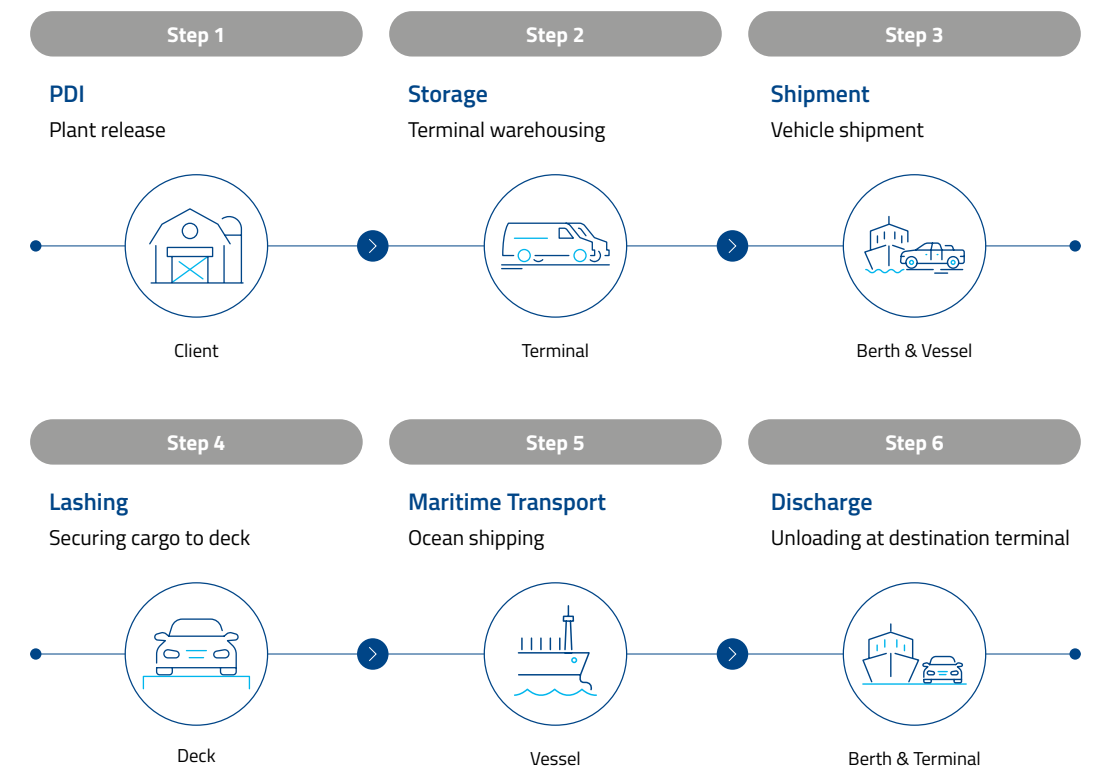 Step 1
Step 2
Step 3
PDI
Plant release
Storage
Terminal warehousing
Shipment
Vehicle shipment
Client
Terminal
Berth & Vessel
Step 4
Step 5
Step 6
Lashing
Securing cargo to deck
Maritime Transport
Ocean shipping
Discharge
Unloading at destination terminal
Deck
Vessel
Berth & Terminal